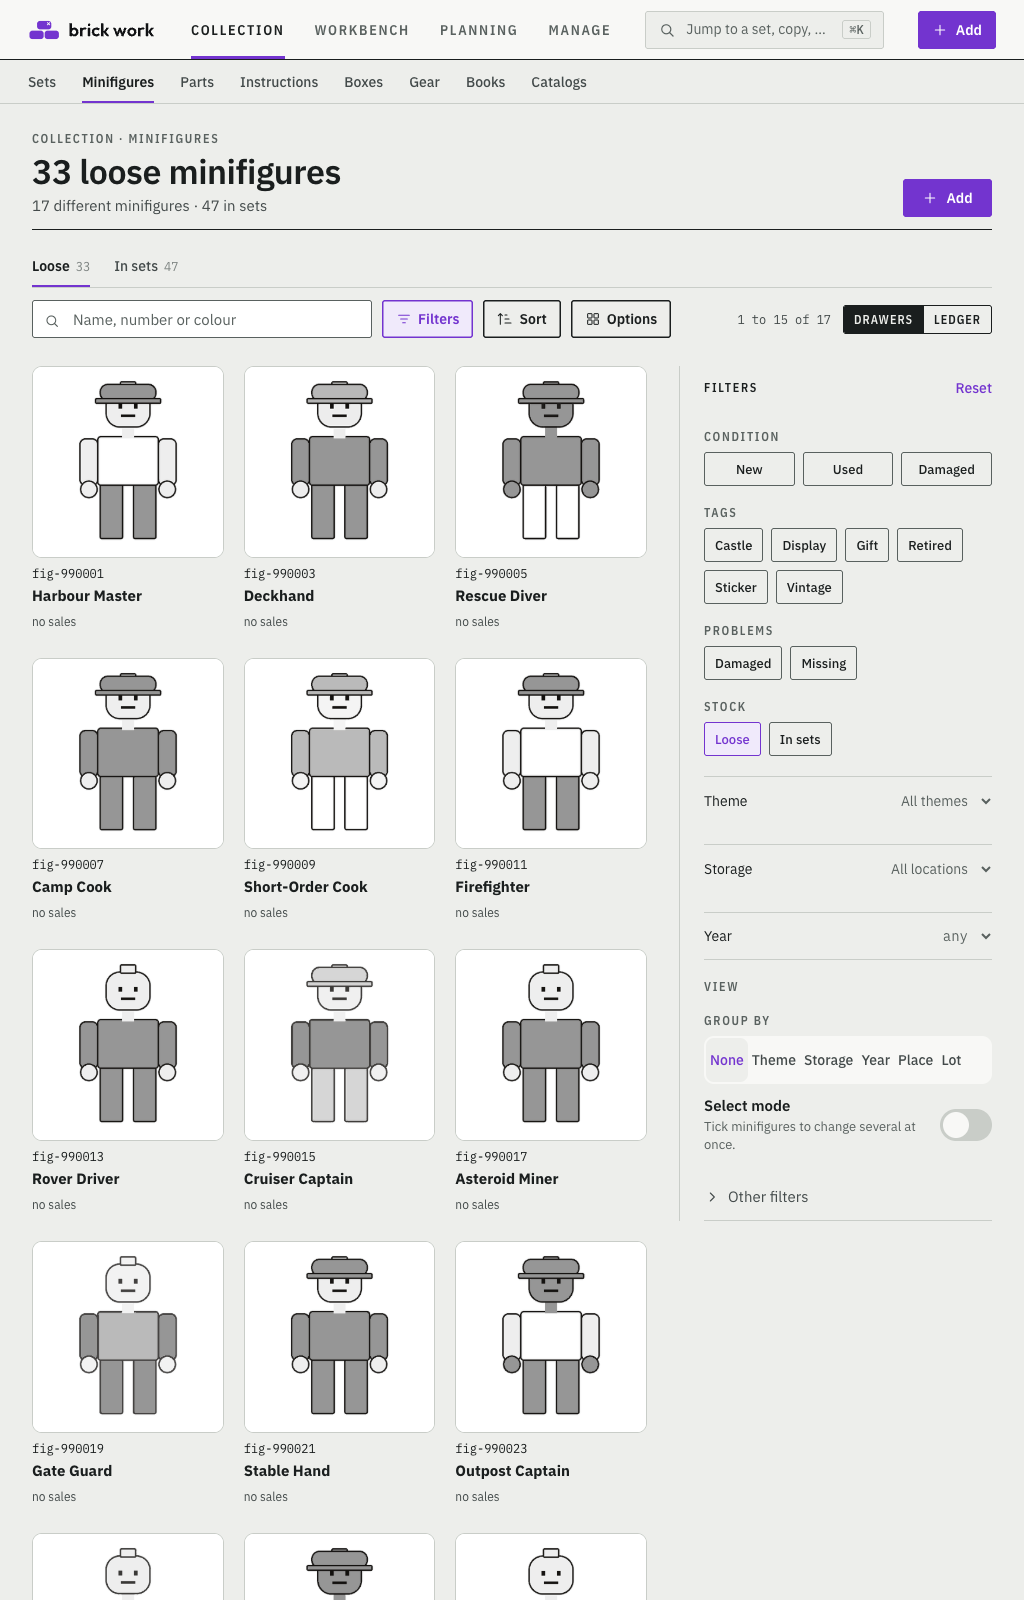 brick work
COLLECTION WORKBENCH PLANNING MANAGE
Jump to a set, copy, ... ⌘K
+ Add
Sets Minifigures Parts Instructions Boxes Gear Books Catalogs
COLLECTION · MINIFIGURES
33 loose minifigures
17 different minifigures · 47 in sets
+ Add
Loose 33 In sets 47
Name, number or colour
Filters Sort Options
1 to 15 of 17
DRAWERS LEDGER
fig-990001 fig-990003 fig-990005
Harbour Master Deckhand Rescue Diver
no sales no sales no sales
fig-990007 fig-990009 fig-990011
Camp Cook Short-Order Cook Firefighter
no sales no sales no sales
fig-990013 fig-990015 fig-990017
Rover Driver Cruiser Captain Asteroid Miner
no sales no sales no sales
fig-990019 fig-990021 fig-990023
Gate Guard Stable Hand Outpost Captain
no sales no sales no sales
FILTERS Reset
CONDITION
New Used Damaged
TAGS
Castle Display Gift Retired
Sticker Vintage
PROBLEMS
Damaged Missing
STOCK
Loose In sets
Theme All themes
Storage All locations
Year any
VIEW
GROUP BY
None Theme Storage Year Place Lot
Select mode
Tick minifigures to change several at
once.
Other filters